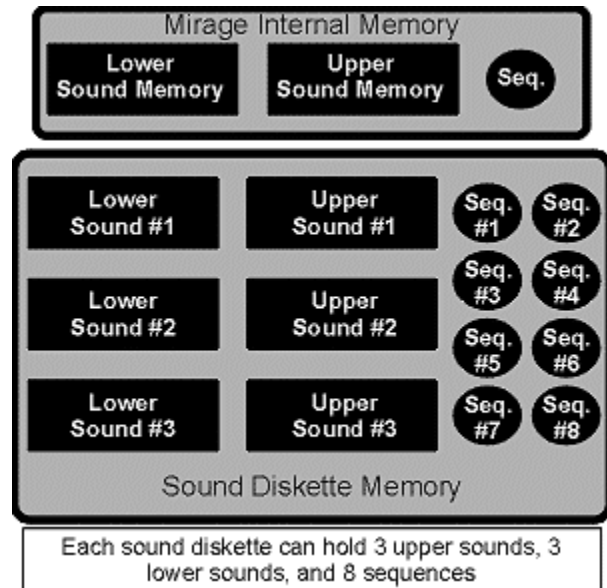 Mirage Internal Memory
Lower
Sound Memory
Upper
Sound Memory
Seq.
Lower
Sound #1
Upper
Sound #1
Seq.
#1
Seq.
#2
Seq.
#3
Seq.
#4
Lower
Sound #2
Upper
Sound #2
Seq.
#5
Seq.
#6
Lower
Sound #3
Upper
Sound #3
Seq.
#7
Seq.
#8
Sound Diskette Memory
Each sound diskette can hold 3 upper sounds, 3
lower sounds, and 8 sequences